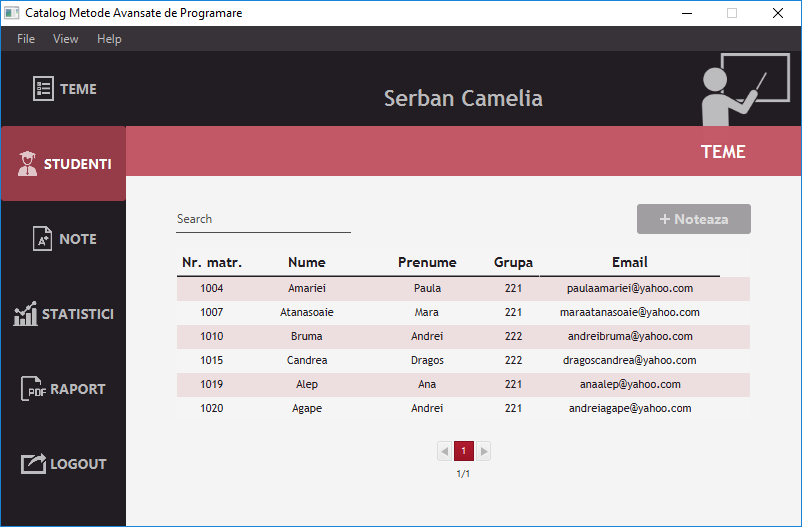 Catalog Metode Avansate de Programare
File View Help
Serban Camelia
TEME
STUDENTI
NOTE
A+
STATISTICI
PDF RAPORT
LOGOUT
TEME
Search
+ Noteaza
Nr. matr. Nume Prenume Grupa Email
1004 Amariei Paula 221 paulaamariei@yahoo.com
1007 Atanasoaie Mara 221 maraatanasoaie@yahoo.com
1010 Bruma Andrei 222 andreibruma@yahoo.com
1015 Candrea Dragos 222 dragoscandrea@yahoo.com
1019 Alep Ana 221 anaalep@yahoo.com
1020 Agape Andrei 221 andreiagape@yahoo.com
1
1/1